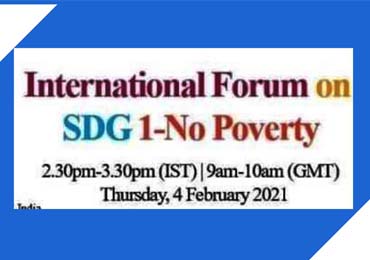 International Forum on
SDG 1-No Poverty
2.30pm-3.30pm (IST) | 9am-10am (GMT)
Thursday, 4 February 2021
India